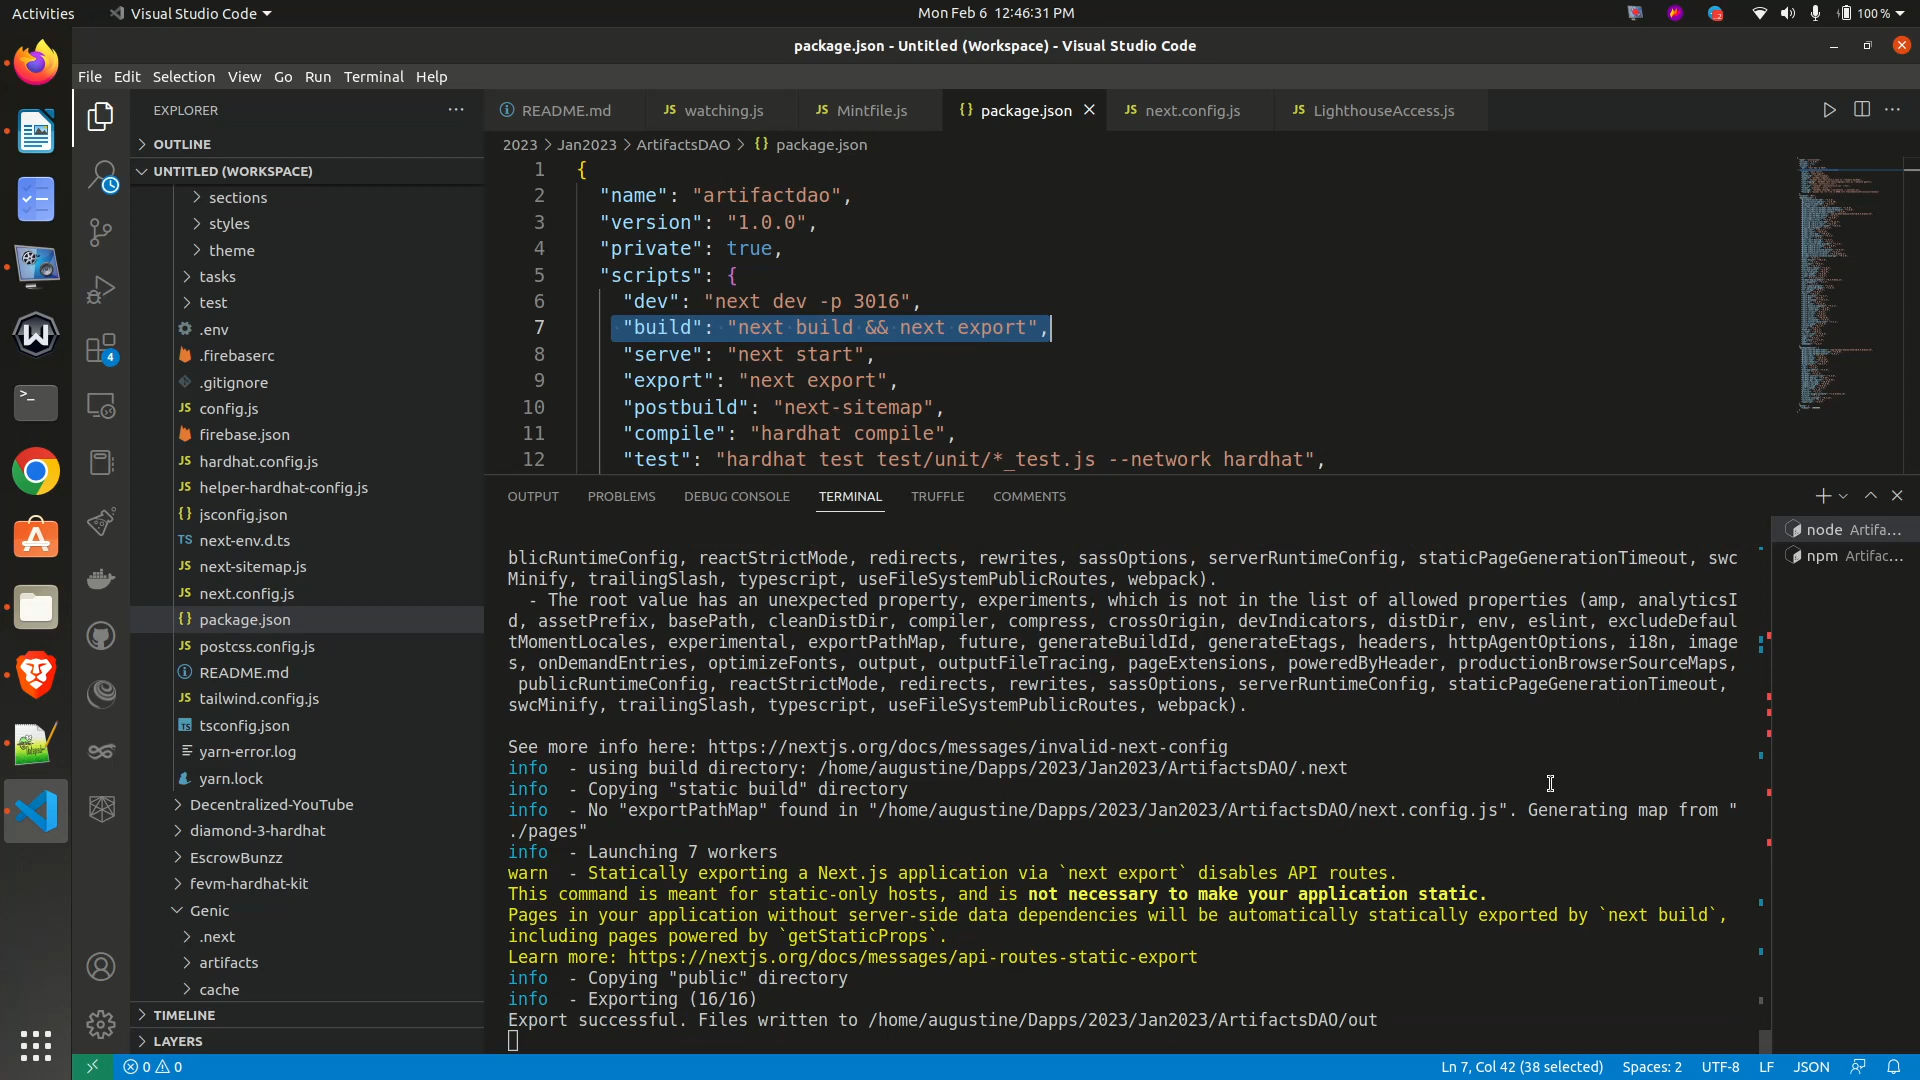 Activities
Visual Studio Code
Mon Feb 6 12:46:31 PM
100 %
package.json - Untitled (Workspace) - Visual Studio Code
File Edit Selection View Go Run Terminal Help
EXPLORER
OUTLINE
UNTITLED (WORKSPACE)
sections
styles
theme
tasks
test
.env
.firebaserc
.gitignore
JS config.js
firebase.json
JS hardhat.config.js
JS helper-hardhat-config.js
{} jsconfig.json
TS next-env.d.ts
JS next-sitemap.js
JS next.config.js
{} package.json
JS postcss.config.js
README.md
JS tailwind.config.js
tsconfig.json
yarn-error.log
yarn.lock
Decentralized-YouTube
diamond-3-hardhat
EscrowBunzz
fevm-hardhat-kit
Genic
.next
artifacts
cache
TIMELINE
LAYERS
4
README.md
JS watching.js
JS Mintfile.js
{} package.json
JS next.config.js
JS LighthouseAccess.js
2023 > Jan2023 > ArtifactsDAO > {} package.json
1 {
2 "name": "artifactdao",
3 "version": "1.0.0",
4 "private": true,
5 "scripts": {
6 "dev": "next dev -p 3016",
7 "build": "next build && next export",
8 "serve": "next start",
9 "export": "next export",
10 "postbuild": "next-sitemap",
11 "compile": "hardhat compile",
12 "test": "hardhat test test/unit/*_test.js --network hardhat",
OUTPUT PROBLEMS DEBUG CONSOLE TERMINAL TRUFFLE COMMENTS
node Artifa...
npm Artifac...
blicRuntimeConfig, reactStrictMode, redirects, rewrites, sassOptions, serverRuntimeConfig, staticPageGenerationTimeout, swc
Minify, trailingSlash, typescript, useFileSystemPublicRoutes, webpack).
- The root value has an unexpected property, experiments, which is not in the list of allowed properties (amp, analyticsI
d, assetPrefix, basePath, cleanDistDir, compiler, compress, crossOrigin, devIndicators, distDir, env, eslint, excludeDefaul
tMomentLocales, experimental, exportPathMap, future, generateBuildId, generateEtags, headers, httpAgentOptions, i18n, image
s, onDemandEntries, optimizeFonts, output, outputFileTracing, pageExtensions, poweredByHeader, productionBrowserSourceMaps,
publicRuntimeConfig, reactStrictMode, redirects, rewrites, sassOptions, serverRuntimeConfig, staticPageGenerationTimeout,
swcMinify, trailingSlash, typescript, useFileSystemPublicRoutes, webpack).
See more info here: https://nextjs.org/docs/messages/invalid-next-config
info - using build directory: /home/augustine/Dapps/2023/Jan2023/ArtifactsDAO/.next
info - Copying "static build" directory
info - No "exportPathMap" found in "/home/augustine/Dapps/2023/Jan2023/ArtifactsDAO/next.config.js". Generating map from "
./pages"
info - Launching 7 workers
warn - Statically exporting a Next.js application via `next export` disables API routes.
This command is meant for static-only hosts, and is not necessary to make your application static.
Pages in your application without server-side data dependencies will be automatically statically exported by `next build`,
including pages powered by `getStaticProps`.
Learn more: https://nextjs.org/docs/messages/api-routes-static-export
info - Copying "public" directory
info - Exporting (16/16)
Export successful. Files written to /home/augustine/Dapps/2023/Jan2023/ArtifactsDAO/out
0 0
Ln 7, Col 42 (38 selected) Spaces: 2 UTF-8 LF JSON